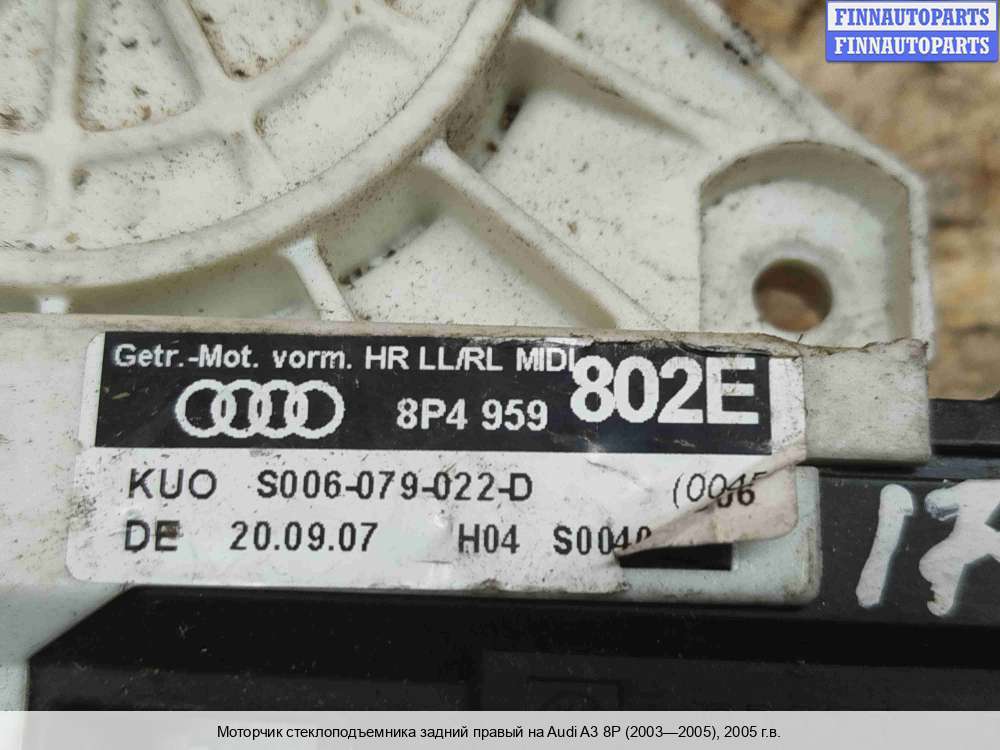 FINNAUTOPARTS
FINNAUTOPARTS
Getr.-Mot. vorm. HR LL/RL MIDI
8P4 959 802E
KUO S006-079-022-D
DE 20.09.07 H04
Моторчик стеклоподъемника задний правый на Audi A3 8P (2003—2005), 2005 г.в.